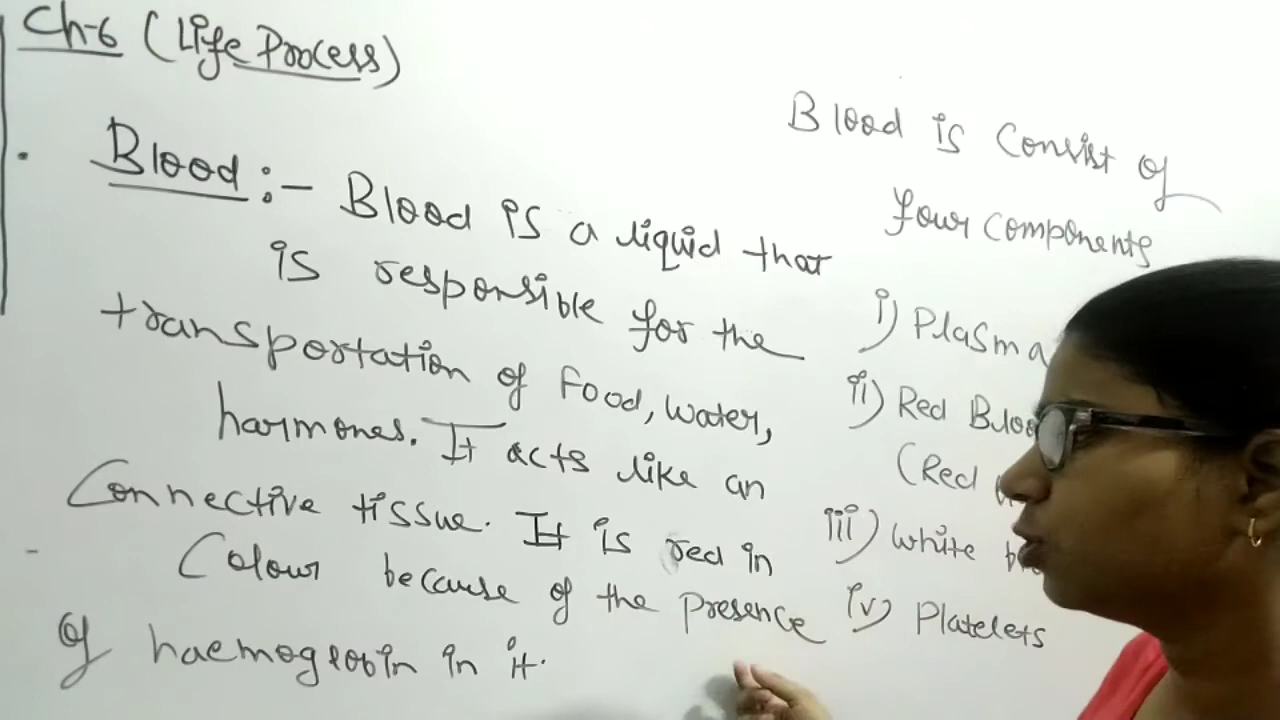 Ch-6 (Life Process)
Blood :- Blood is a liquid that
is responsible for the
transportation of Food, water,
harmones. It acts like an
Connective tissue. It is red in
Colour because of the presence
of haemoglobin in it.
Blood is Consist of
four components
i) Plasma
ii) Red
(Red
iii) white
iv) Platelets